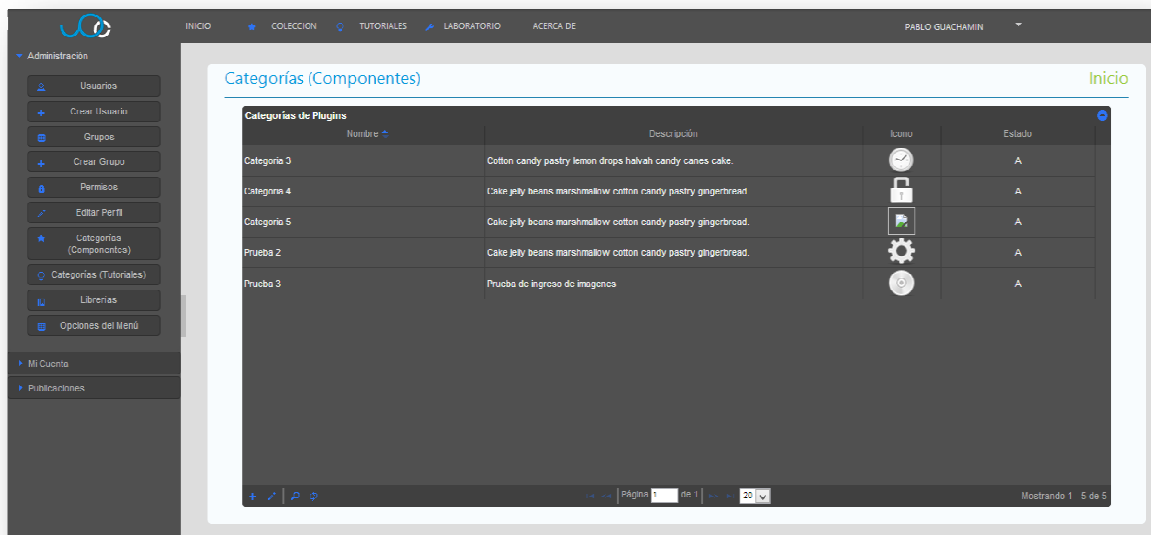 INICIO COLECCION TUTORIALES LABORATORIO ACERCA DE PABLO GUACHAMIN
Administración
Usuarios
Crear Usuario
Grupos
Crear Grupo
Permisos
Editar Perfil
Categorías
(Componentes)
Categorías (Tutoriales)
Librerías
Opciones del Menú
Mi Cuenta
Publicaciones
Categorías (Componentes) Inicio
Categorías de Plugins
Nombre Descripción Icono Estado
Categoria 3 Cotton candy pastry lemon drops halvah candy canes cake. A
Categoria 4 Cake jelly beans marshmallow cotton candy pastry gingerbread. A
Categoria 5 Cake jelly beans marshmallow cotton candy pastry gingerbread. A
Prueba 2 Cake jelly beans marshmallow cotton candy pastry gingerbread. A
Prueba 3 Prueba de ingreso de imagenes A
Página 1 de 1 20 Mostrando 1 - 5 de 5